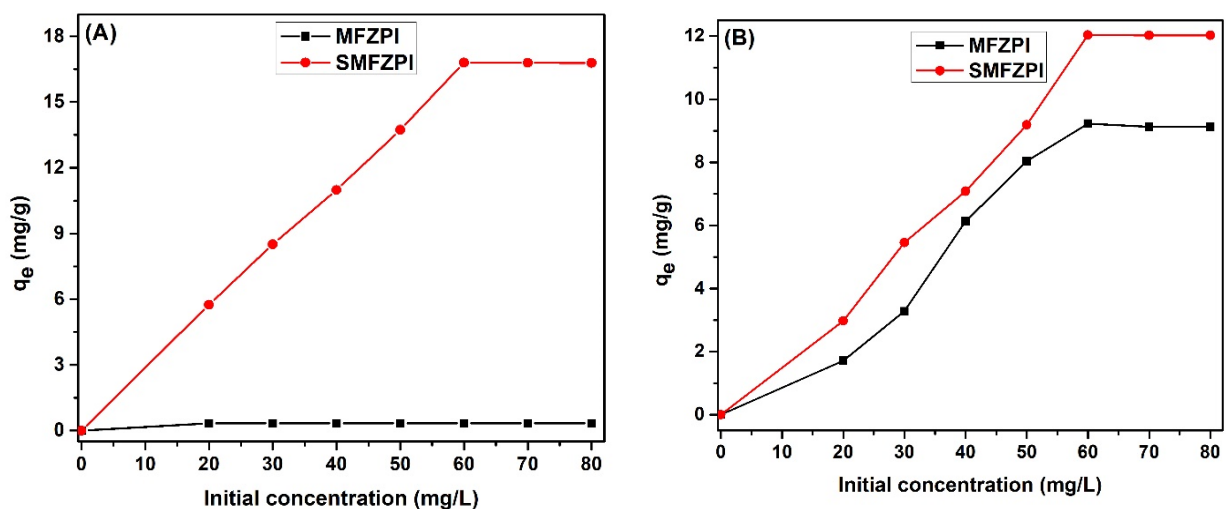 (A)
MFZPI
SMFZPI
18
15
12
9
6
3
0
qe (mg/g)
0 10 20 30 40 50 60 70 80
Initial concentration (mg/L)
(B)
MFZPI
SMFZPI
12
10
8
6
4
2
0
qe (mg/g)
0 10 20 30 40 50 60 70 80
Initial concentration (mg/L)